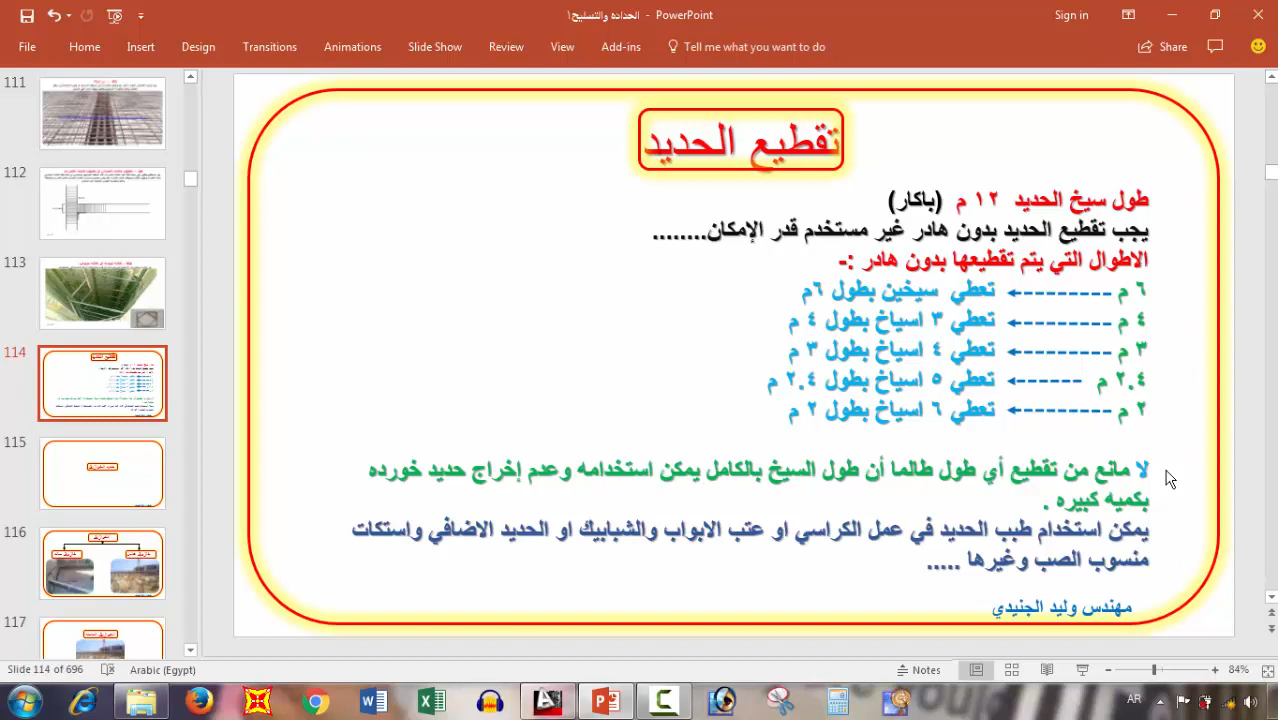 الحداده والتسليح١ - PowerPoint
Sign in
File Home Insert Design Transitions Animations Slide Show Review View Add-ins Tell me what you want to do Share
111
112
113
114
115
116
117
تقطيع الحديد
طول سيخ الحديد ١٢ م (باكار)
يجب تقطيع الحديد بدون هادر غير مستخدم قدر الإمكان........
الاطوال التي يتم تقطيعها بدون هادر :-
٦ م تعطي سيخين بطول ٦م
٤ م تعطي ٣ اسياخ بطول ٤ م
٣ م تعطي ٤ اسياخ بطول ٣ م
٢.٤ م تعطي ٥ اسياخ بطول ٢.٤ م
٢ م تعطي ٦ اسياخ بطول ٢ م
لا مانع من تقطيع أي طول طالما أن طول السيخ بالكامل يمكن استخدامه وعدم إخراج حديد خورده
بكميه كبيره .
يمكن استخدام طبب الحديد في عمل الكراسي او عتب الابواب والشبابيك او الحديد الاضافي واستكات
منسوب الصب وغيرها .....
مهندس وليد الجنيدي
Slide 114 of 696 Arabic (Egypt) Notes 84%
AR